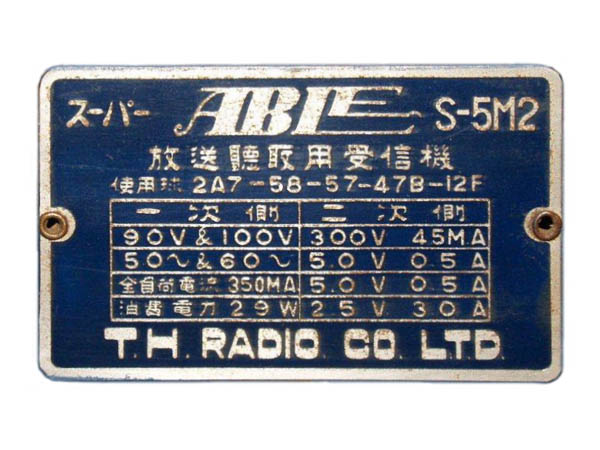 スーパー ABLE S-5M2
放送聽取用受信機
使用球 2A7-58-57-47B-12F
一次側 二次側
90V & 100V 300V 45MA
50~ & 60~ 5.0V 0.5A
全負荷電流 350MA 5.0V 0.5A
消費電力 29W 2.5V 3.0A
T.H. RADIO. CO. LTD.